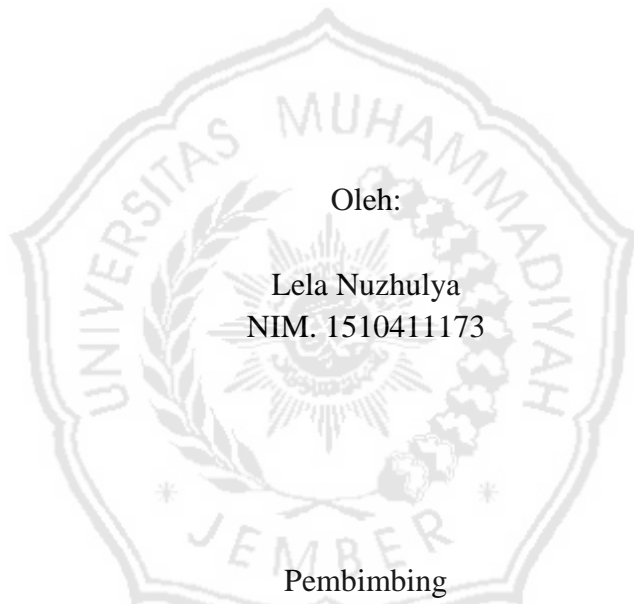 UNIVERSITAS MUHAMMADIYAH
Oleh:
Lela Nuzhulya
NIM. 1510411173
JEMBER
Pembimbing